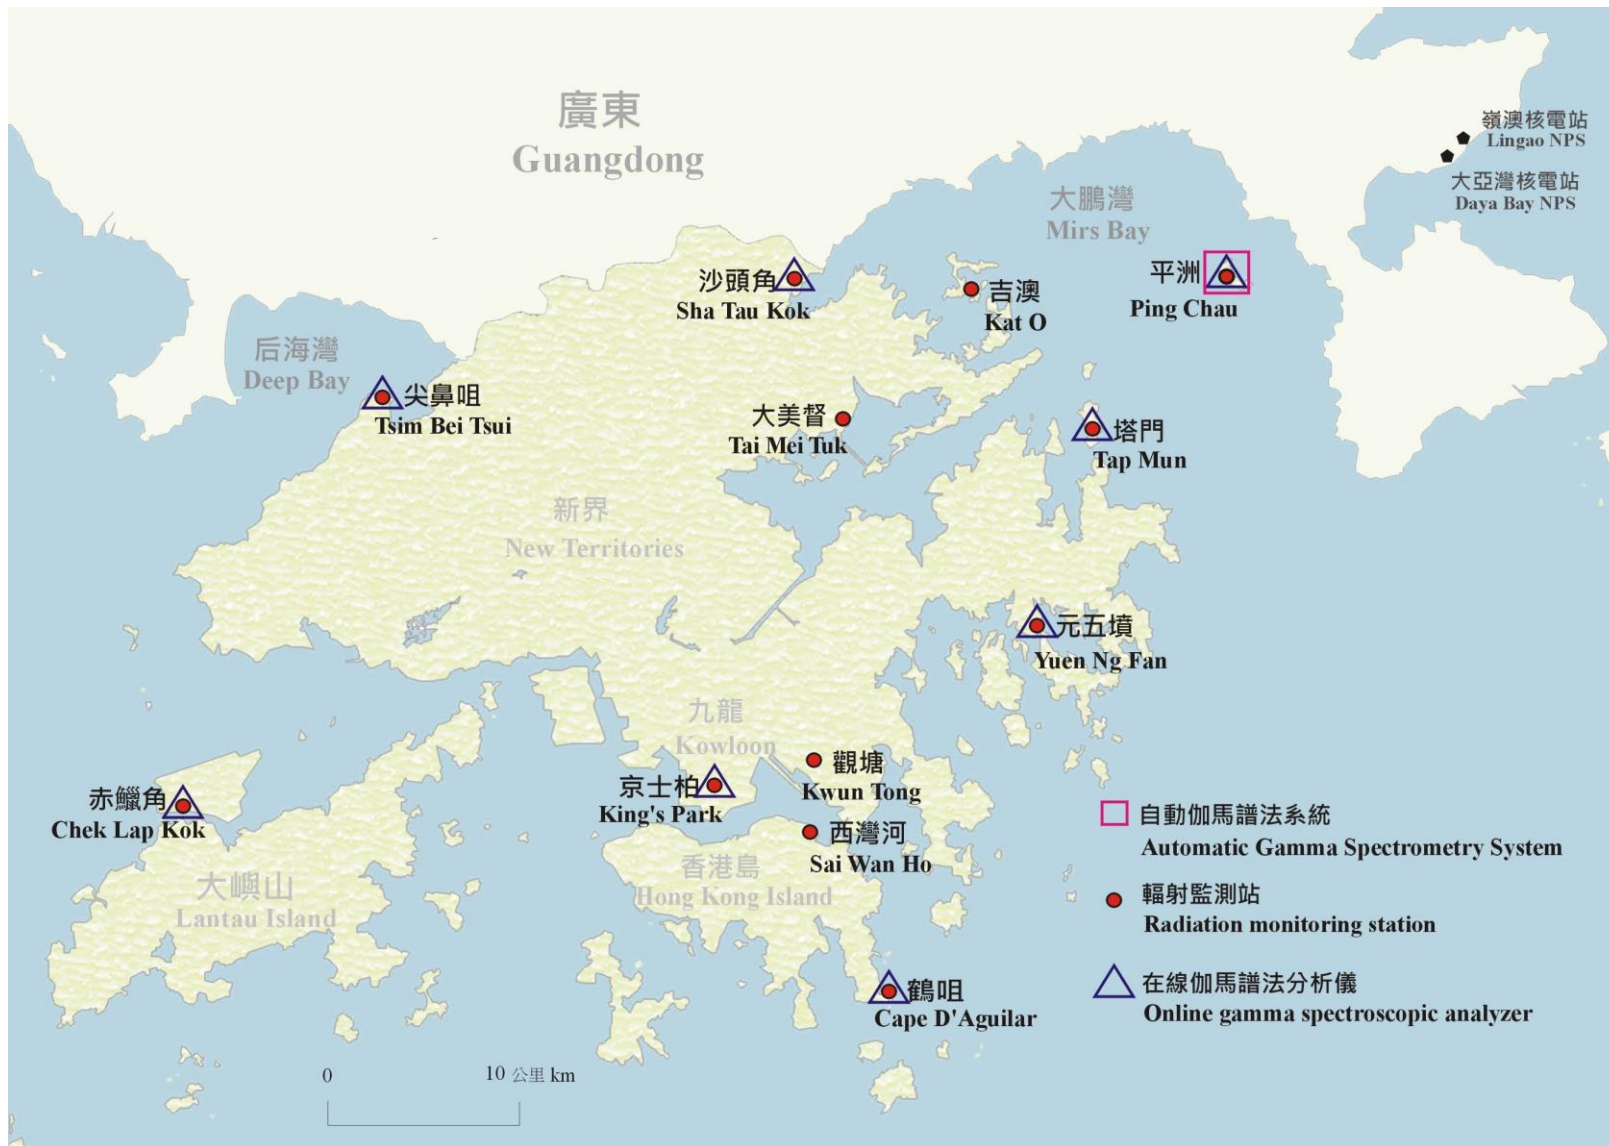 廣東
Guangdong
嶺澳核電站
Lingao NPS
大亞灣核電站
Daya Bay NPS
大鵬灣
Mirs Bay
沙頭角
Sha Tau Kok
吉澳
Kat O
平洲
Ping Chau
后海灣
Deep Bay
尖鼻咀
Tsim Bei Tsui
大美督
Tai Mei Tuk
塔門
Tap Mun
新界
New Territories
元五墳
Yuen Ng Fan
九龍
Kowloon
觀塘
Kwun Tong
京士柏
King's Park
赤鱲角
Chek Lap Kok
西灣河
Sai Wan Ho
香港島
Hong Kong Island
大嶼山
Lantau Island
鶴咀
Cape D'Aguilar
自動伽馬譜法系統
Automatic Gamma Spectrometry System
輻射監測站
Radiation monitoring station
在線伽馬譜法分析儀
Online gamma spectroscopic analyzer
0 10 公里 km